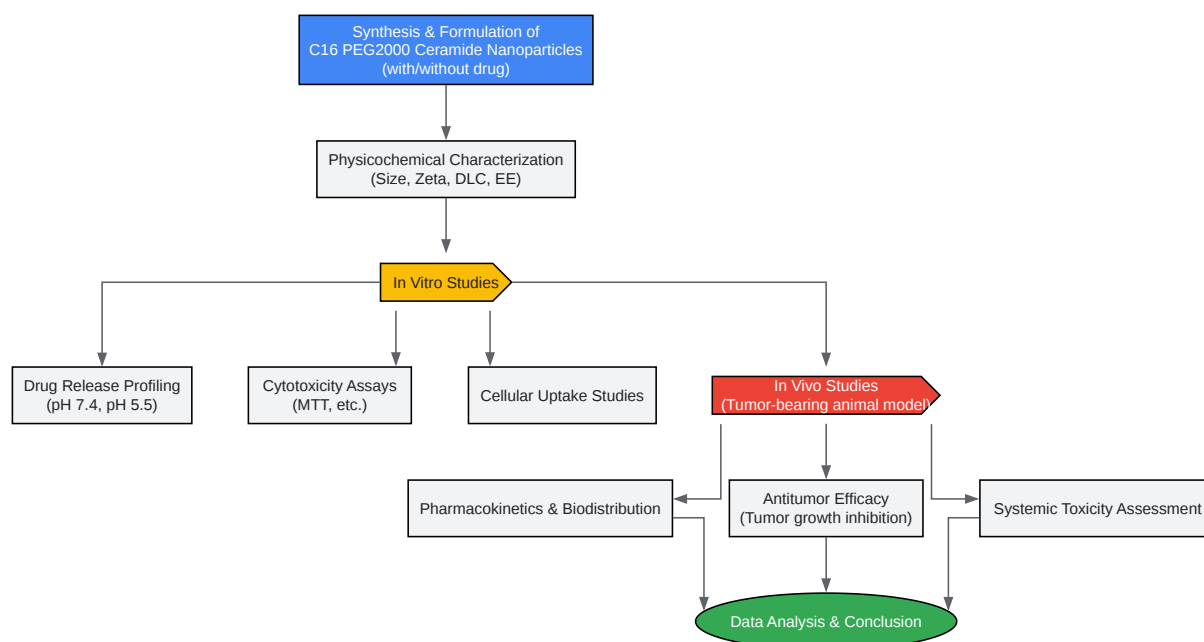 Synthesis & Formulation of
C16 PEG2000 Ceramide Nanoparticles
(with/without drug)
Physicochemical Characterization
(Size, Zeta, DLC, EE)
In Vitro Studies
Drug Release Profiling
(pH 7.4, pH 5.5)
Cytotoxicity Assays
(MTT, etc.)
Cellular Uptake Studies
In Vivo Studies
(Tumor-bearing animal model)
Pharmacokinetics & Biodistribution
Antitumor Efficacy
(Tumor growth inhibition)
Systemic Toxicity Assessment
Data Analysis & Conclusion